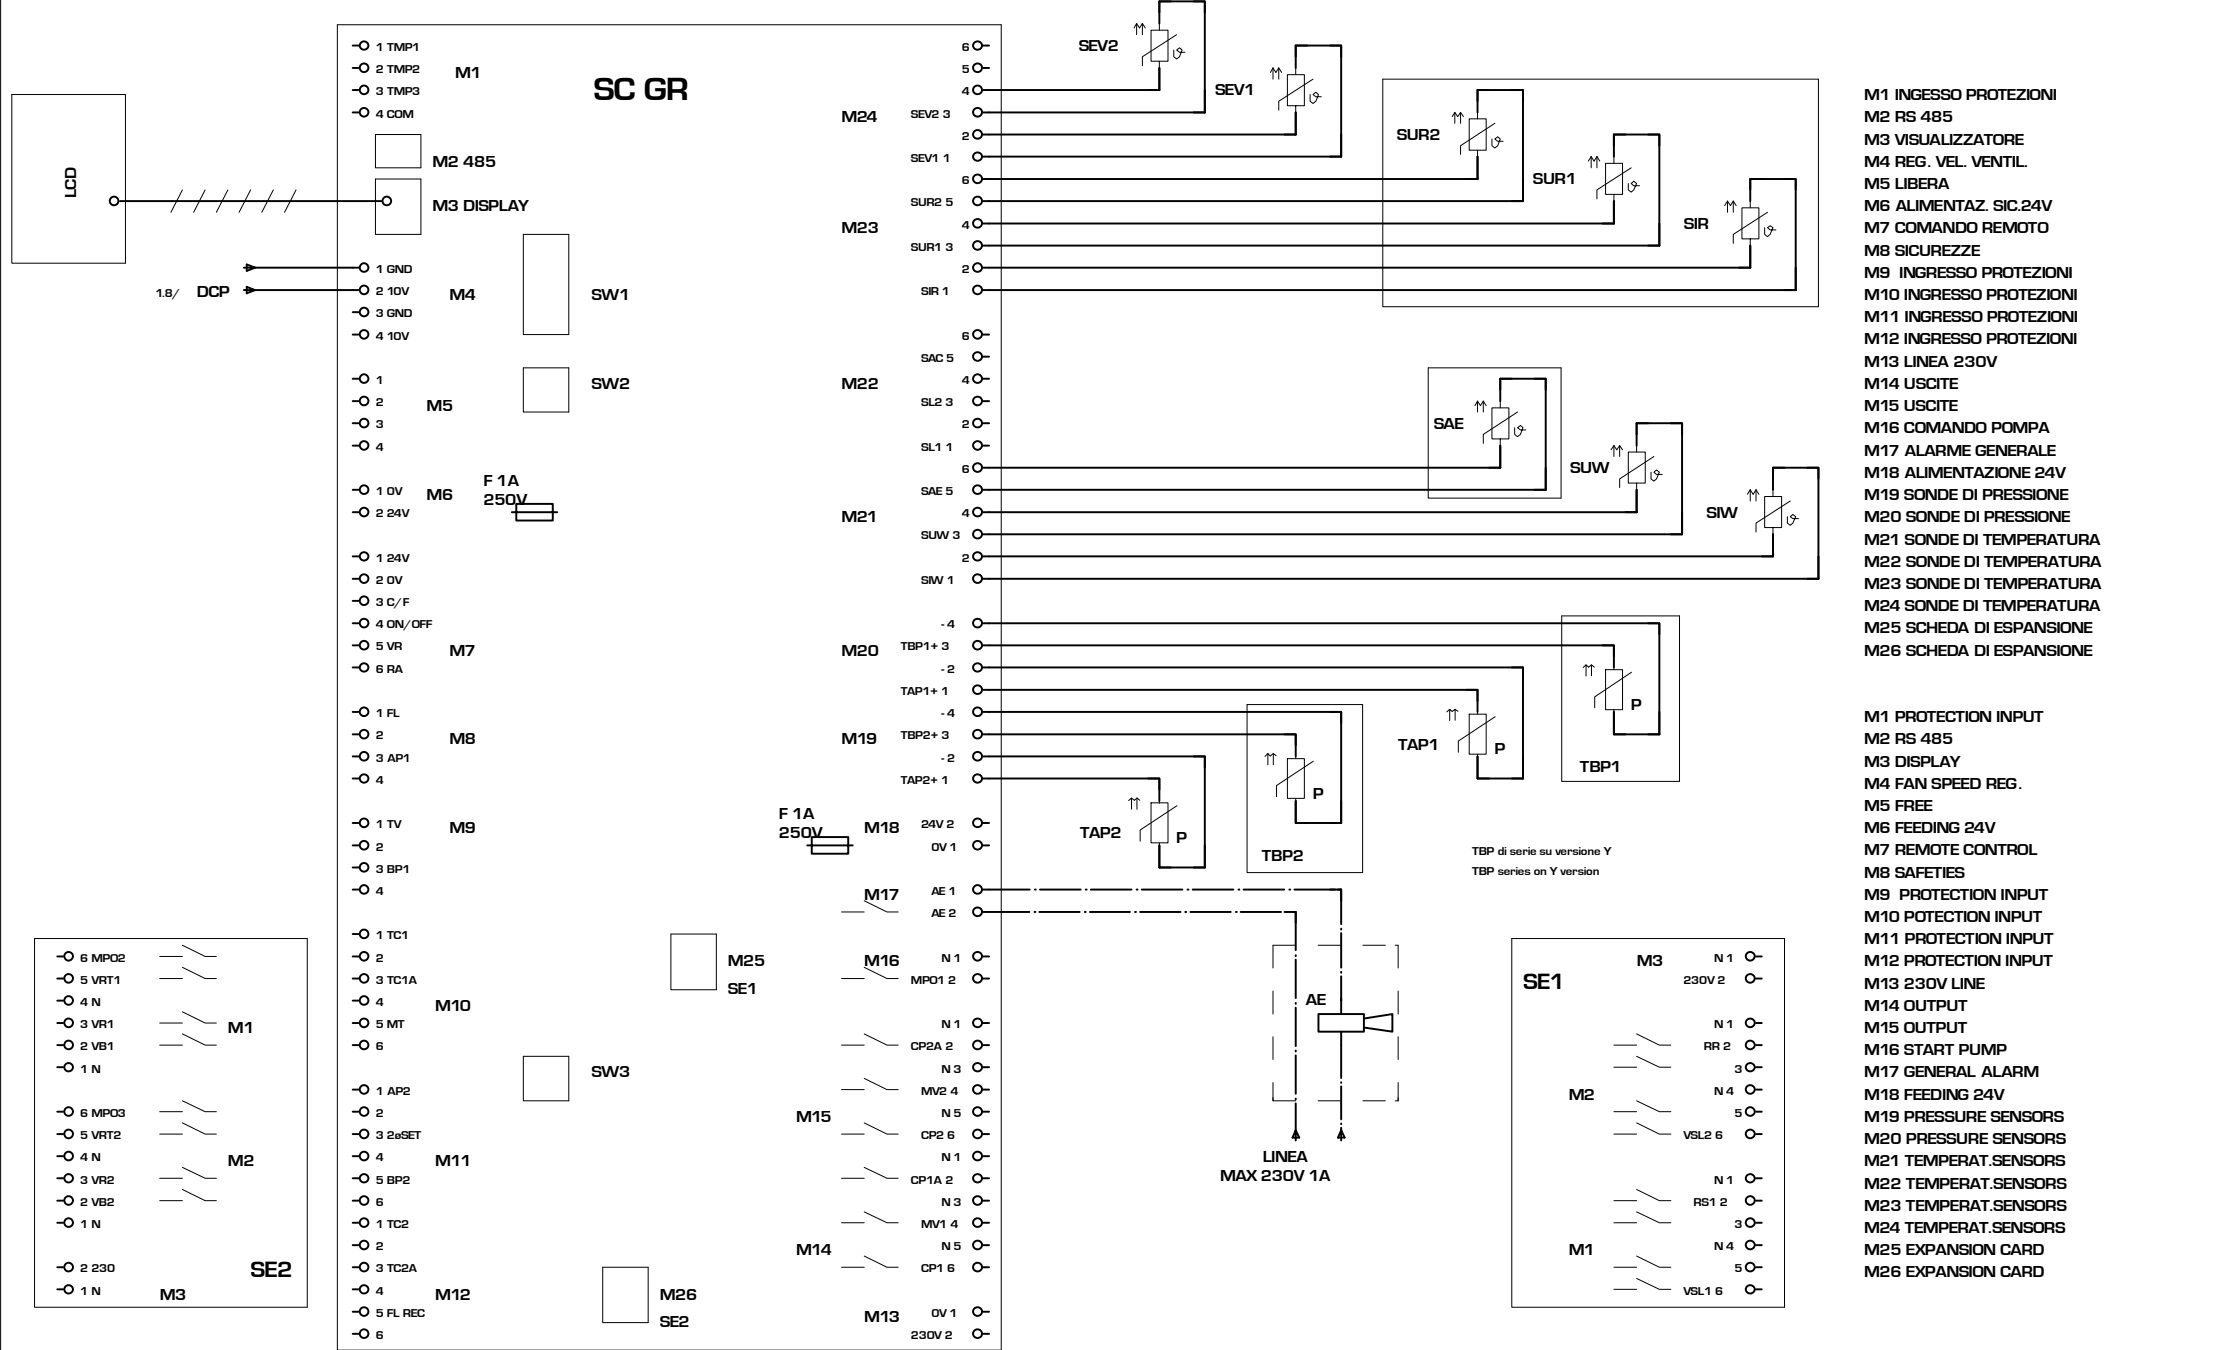 SC GR
LCD
1 TMP1
2 TMP2
3 TMP3
4 COM
M1
M2 485
M3 DISPLAY
1.8/ DCP
1 GND
2 10V
3 GND
4 10V
M4
SW1
1
2
3
4
M5
SW2
1 0V
2 24V
M6
F 1A
250V
1 24V
2 0V
3 C/F
4 ON/OFF
5 VR
6 RA
M7
1 FL
2
3 AP1
4
M8
1 TV
2
3 BP1
4
M9
1 TC1
2
3 TC1A
4
5 MT
6
M10
SW3
1 AP2
2
3 2øSET
4
5 BP2
6
M11
1 TC2
2
3 TC2A
4
5 FL REC
6
M12
M25
SE1
M26
SE2
6
5
4
SEV2 3
2
SEV1 1
M24
6
SUR2 5
4
SUR1 3
2
SIR 1
M23
6
SAC 5
4
SL2 3
2
SL1 1
M22
6
SAE 5
4
SUW 3
2
SIW 1
M21
- 4
TBP1+ 3
- 2
TAP1+ 1
M20
- 4
TBP2+ 3
- 2
TAP2+ 1
M19
F 1A
250V
M18
24V 2
0V 1
M17
AE 1
AE 2
M16
N 1
MPO1 2
N 1
CP2A 2
N 3
MV2 4
N 5
CP2 6
M15
N 1
CP1A 2
N 3
MV1 4
N 5
CP1 6
M14
M13
0V 1
230V 2
SEV2
SEV1
SUR2
SUR1
SIR
SAE
SUW
SIW
TBP1
P
TAP1
P
TBP2
P
TAP2
P
TBP di serie su versione Y
TBP series on Y version
AE
LINEA
MAX 230V 1A
6 MPO2
5 VRT1
4 N
3 VR1
2 VB1
1 N
M1
6 MPO3
5 VRT2
4 N
3 VR2
2 VB2
1 N
M2
2 230
1 N
M3
SE2
SE1
M3
N 1
230V 2
N 1
RR 2
3
N 4
5
VSL2 6
M2
N 1
RS1 2
3
N 4
5
VSL1 6
M1
M1 INGESSO PROTEZIONI
M2 RS 485
M3 VISUALIZZATORE
M4 REG. VEL. VENTIL.
M5 LIBERA
M6 ALIMENTAZ. SIC.24V
M7 COMANDO REMOTO
M8 SICUREZZE
M9 INGRESSO PROTEZIONI
M10 INGRESSO PROTEZIONI
M11 INGRESSO PROTEZIONI
M12 INGRESSO PROTEZIONI
M13 LINEA 230V
M14 USCITE
M15 USCITE
M16 COMANDO POMPA
M17 ALARME GENERALE
M18 ALIMENTAZIONE 24V
M19 SONDE DI PRESSIONE
M20 SONDE DI PRESSIONE
M21 SONDE DI TEMPERATURA
M22 SONDE DI TEMPERATURA
M23 SONDE DI TEMPERATURA
M24 SONDE DI TEMPERATURA
M25 SCHEDA DI ESPANSIONE
M26 SCHEDA DI ESPANSIONE
M1 PROTECTION INPUT
M2 RS 485
M3 DISPLAY
M4 FAN SPEED REG.
M5 FREE
M6 FEEDING 24V
M7 REMOTE CONTROL
M8 SAFETIES
M9 PROTECTION INPUT
M10 POTECTION INPUT
M11 PROTECTION INPUT
M12 PROTECTION INPUT
M13 230V LINE
M14 OUTPUT
M15 OUTPUT
M16 START PUMP
M17 GENERAL ALARM
M18 FEEDING 24V
M19 PRESSURE SENSORS
M20 PRESSURE SENSORS
M21 TEMPERAT.SENSORS
M22 TEMPERAT.SENSORS
M23 TEMPERAT.SENSORS
M24 TEMPERAT.SENSORS
M25 EXPANSION CARD
M26 EXPANSION CARD